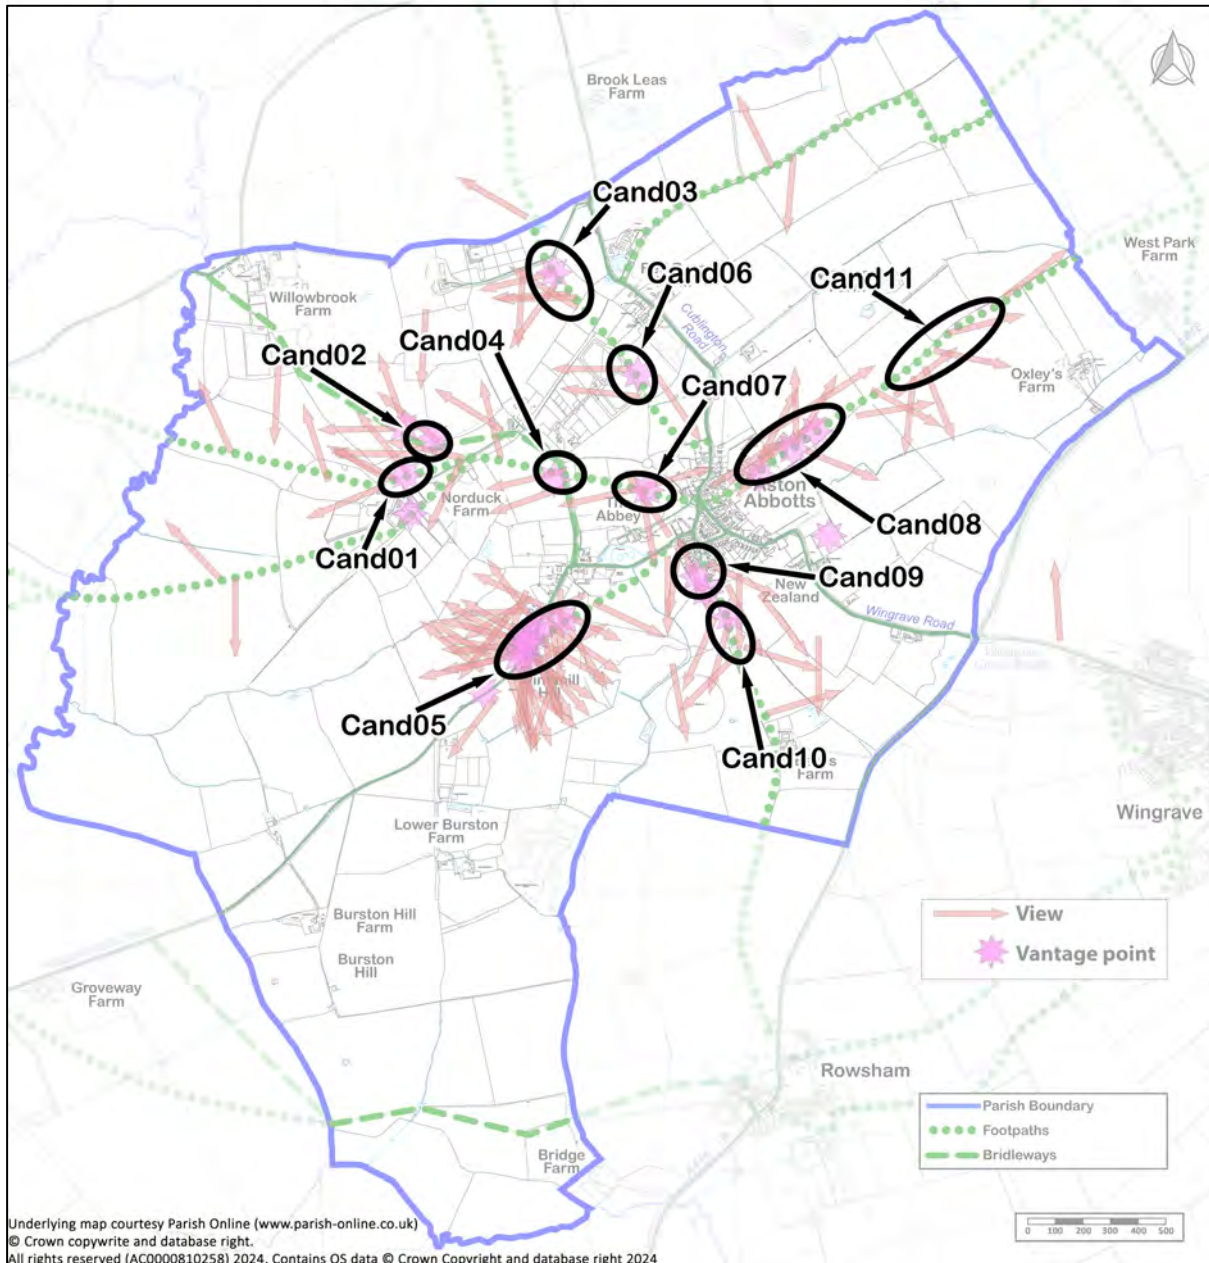 Brook Leas
Farm
Cand03
West Park
Farm
Cand06
Cand11
Willowbrook
Farm
Cublington
Road
Cand04
Cand02
Oxley's
Farm
Cand07
Aston
Abbotts
Norduck
Farm
Abbey
Cand08
Cand01
Cand09
New
Zealand
Wingrave Road
Cand05
Cand10
Farm
Wingrave
Lower Burston
Farm
Burston Hill
Farm
Burston
Hill
View
Vantage point
Groveway
Farm
Rowsham
Parish Boundary
Footpaths
Bridleways
Bridge
Farm
Underlying map courtesy Parish Online (www.parish-online.co.uk)
© Crown copywrite and database right.
All rights reserved (AC0000810258) 2024. Contains OS data © Crown Copyright and database right 2024
0 100 200 300 400 500